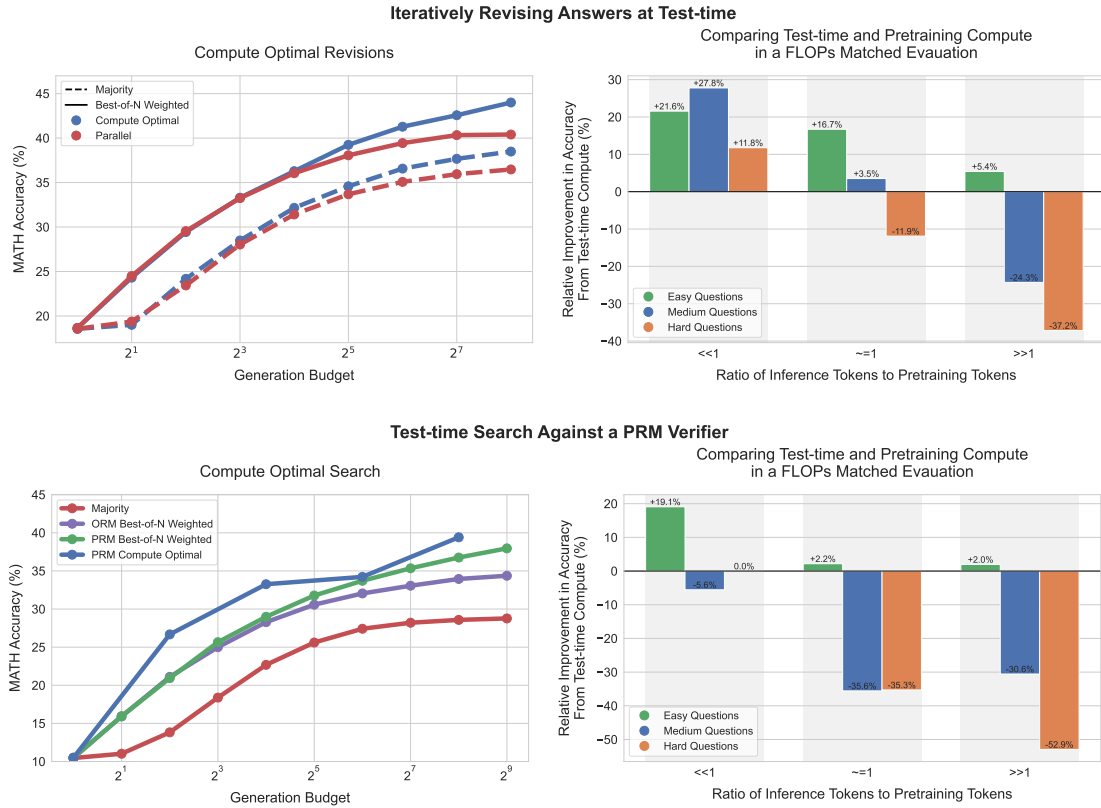 Iteratively Revising Answers at Test-time
Compute Optimal Revisions
45
40
35
30
25
20
MATH Accuracy (%)
Majority
Best-of-N Weighted
Compute Optimal
Parallel
2^1
2^3
2^5
2^7
Generation Budget
Comparing Test-time and Pretraining Compute
in a FLOPs Matched Evauation
30
20
10
0
−10
−20
−30
−40
Relative Improvement in Accuracy
From Test-time Compute (%)
+21.6%
+27.8%
+11.8%
+16.7%
+3.5%
-11.9%
+5.4%
-24.3%
-37.2%
Easy Questions
Medium Questions
Hard Questions
<<1
~=1
>>1
Ratio of Inference Tokens to Pretraining Tokens
Test-time Search Against a PRM Verifier
Compute Optimal Search
45
40
35
30
25
20
15
10
MATH Accuracy (%)
Majority
ORM Best-of-N Weighted
PRM Best-of-N Weighted
PRM Compute Optimal
2^1
2^3
2^5
2^7
2^9
Generation Budget
Comparing Test-time and Pretraining Compute
in a FLOPs Matched Evauation
20
10
0
−10
−20
−30
−40
−50
Relative Improvement in Accuracy
From Test-time Compute (%)
+19.1%
-5.6%
0.0%
+2.2%
-35.6%
-35.3%
+2.0%
-30.6%
-52.9%
Easy Questions
Medium Questions
Hard Questions
<<1
~=1
>>1
Ratio of Inference Tokens to Pretraining Tokens